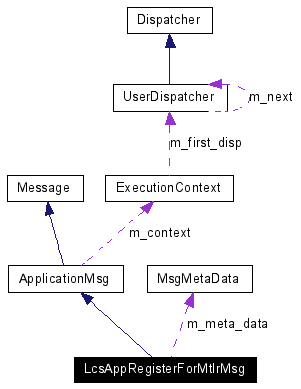 Dispatcher
UserDispatcher
m_next
m_first_disp
Message
ExecutionContext
m_context
ApplicationMsg
MsgMetaData
m_meta_data
LcsAppRegisterForMtlrMsg